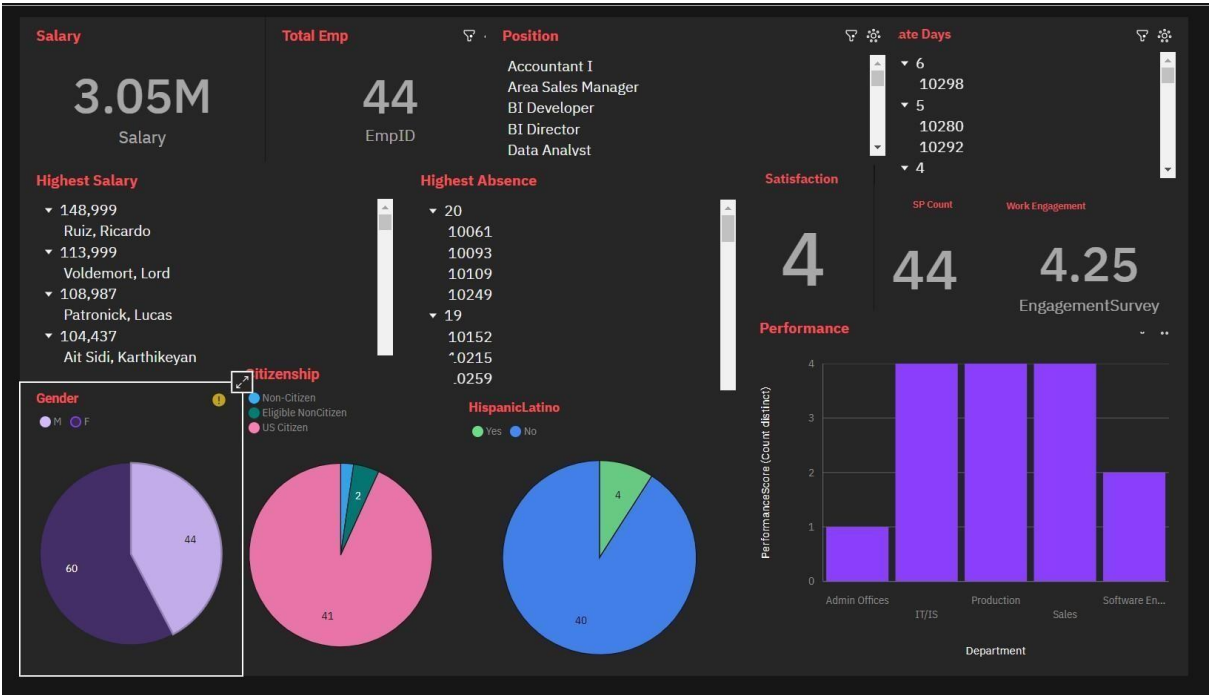 Salary
3.05M
Salary
Total Emp
44
EmpID
Position
Accountant I
Area Sales Manager
BI Developer
BI Director
Data Analyst
ate Days
6
10298
5
10280
10292
4
Highest Salary
148,999
Ruiz, Ricardo
113,999
Voldemort, Lord
108,987
Patronick, Lucas
104,437
Ait Sidi, Karthikeyan
Highest Absence
20
10061
10093
10109
10249
19
10152
0215
0259
Satisfaction
4
SP Count
44
Work Engagement
4.25
EngagementSurvey
Gender
M F
60
44
itizenship
Non-Citizen
Eligible NonCitizen
US Citizen
2
41
HispanicLatino
Yes No
4
40
Performance
PerformanceScore (Count distinct)
4
3
2
1
0
Admin Offices
IT/IS
Production
Sales
Software En...
Department